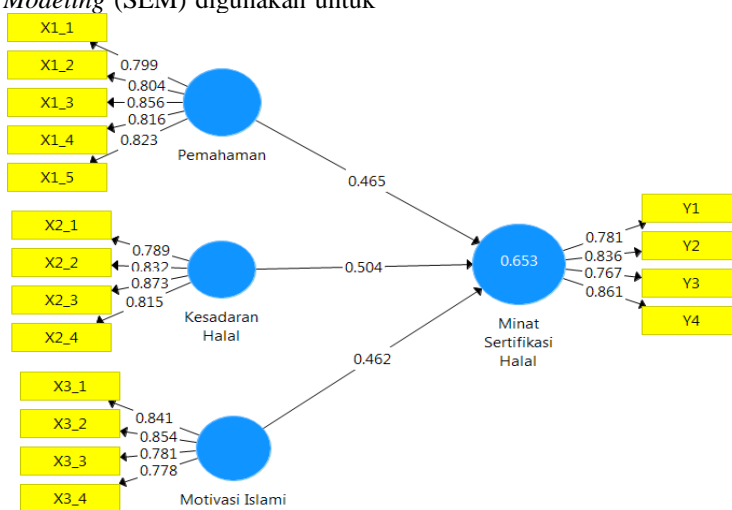 Modeling (SEM) digunakan untuk
X1_1
X1_2
X1_3
X1_4
X1_5
0.799
0.804
0.856
0.816
0.823
Pemahaman
0.465
X2_1
X2_2
X2_3
X2_4
0.789
0.832
0.873
0.815
Kesadaran
Halal
0.504
X3_1
X3_2
X3_3
X3_4
0.841
0.854
0.781
0.778
Motivasi Islami
0.462
0.653
Minat
Sertifikasi
Halal
0.781
0.836
0.767
0.861
Y1
Y2
Y3
Y4